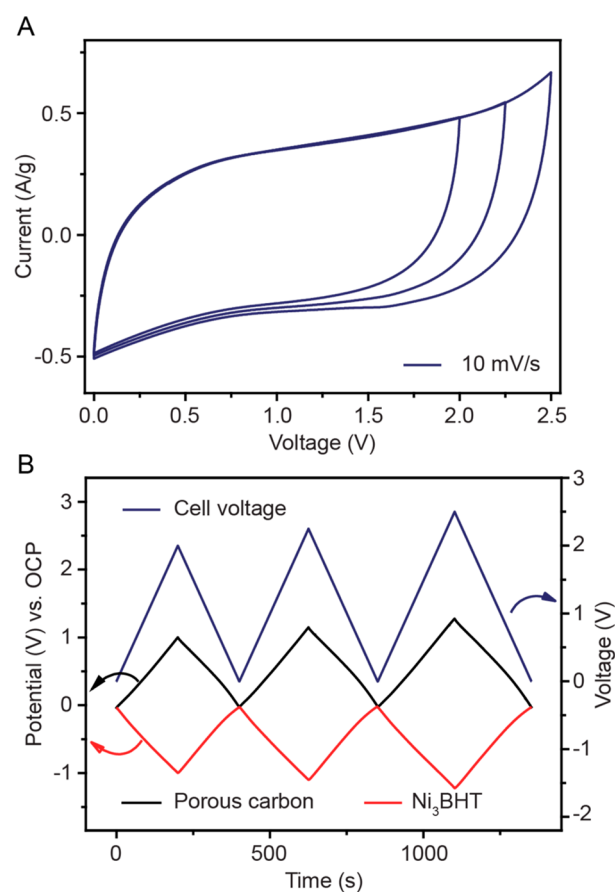 A
Current (A/g)
0.5
0.0
-0.5
0.0
0.5
1.0
1.5
2.0
2.5
10 mV/s
Voltage (V)
B
Potential (V) vs. OCP
3
2
1
0
-1
Cell voltage
3
2
1
0
-1
-2
Voltage (V)
Porous carbon
Ni₃BHT
0
500
1000
Time (s)